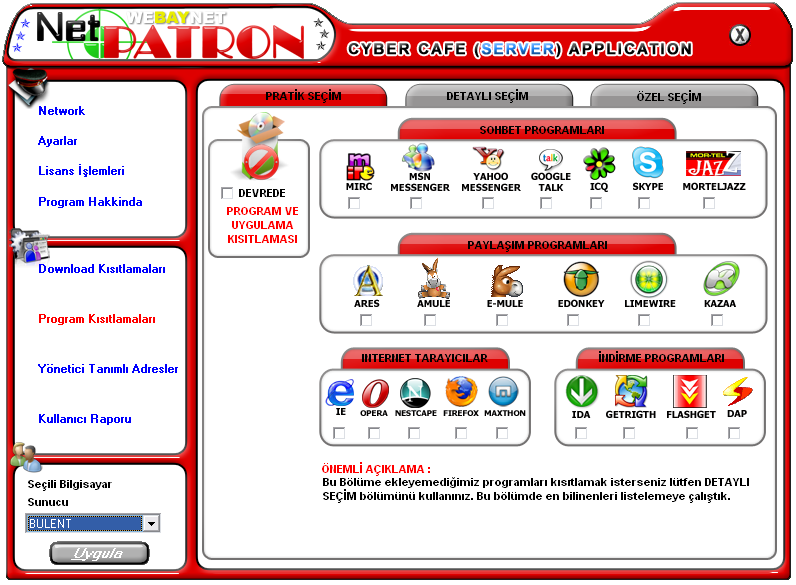 Net PATRON WEBAYNET
CYBER CAFE (SERVER) APPLICATION
X
Network
Ayarlar
Lisans İşlemleri
Program Hakkinda
Download Kısıtlamaları
Program Kısıtlamaları
Yönetici Tanımlı Adresler
Kullanıcı Raporu
Seçili Bilgisayar
Sunucu
BULENT
Uygula
PRATİK SEÇİM
DETAYLI SEÇİM
ÖZEL SEÇİM
DEVREDE
PROGRAM VE
UYGULAMA
KISITLAMASI
SOHBET PROGRAMLARI
mirc
talk
MOR-TEL
JAZZ
MIRC
MSN MESSENGER
YAHOO MESSENGER
GOOGLE TALK
ICQ
SKYPE
MORTELJAZZ
PAYLAŞIM PROGRAMLARI
ARES
AMULE
E-MULE
EDONKEY
LIMEWIRE
KAZAA
INTERNET TARAYICILAR
IE
OPERA
NESTCAPE
FIREFOX
MAXTHON
İNDİRME PROGRAMLARI
IDA
GETRIGTH
FLASHGET
DAP
ÖNEMLİ AÇIKLAMA :
Bu Bölüme ekleyemediğimiz programları kısıtlamak isterseniz lütfen DETAYLI
SEÇİM bölümünü kullanınız. Bu bölümde en bilinenleri listelemeye çalıştık.